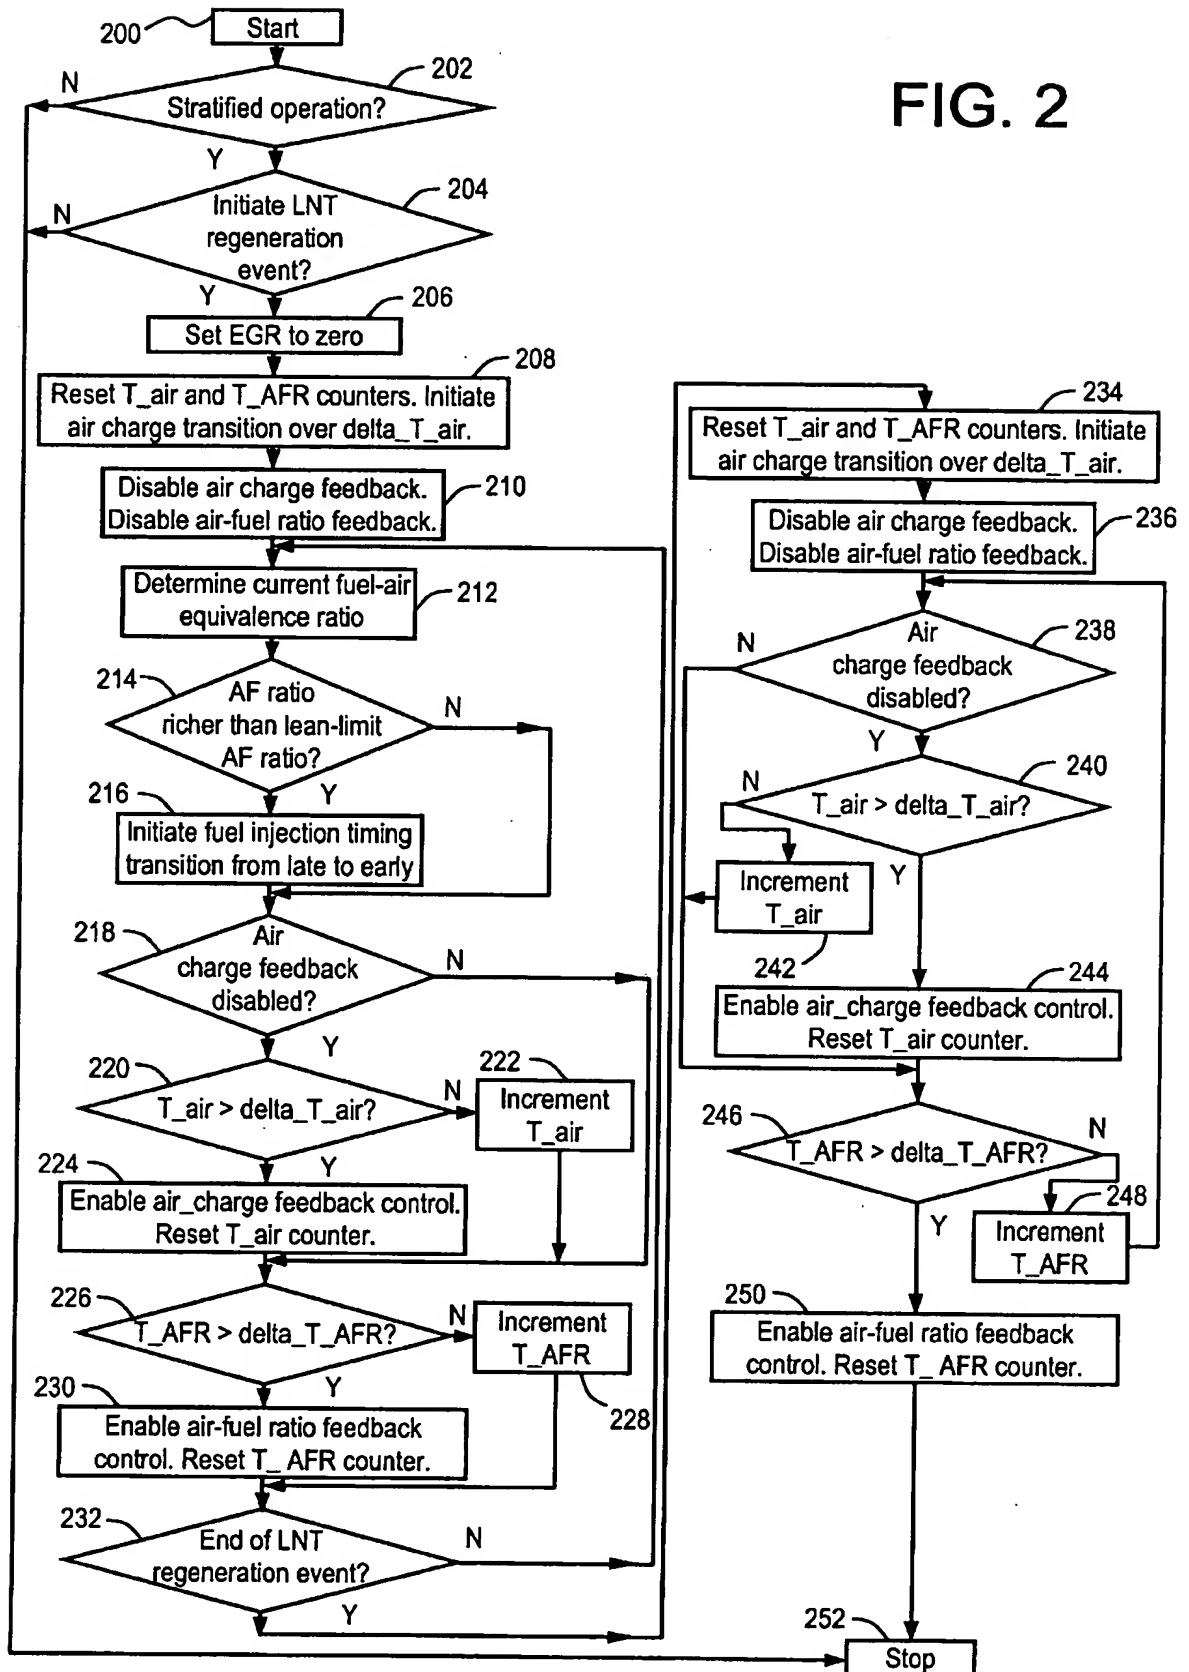 FIG. 2
200
Start
202
N
Stratified operation?
Y
204
N
Initiate LNT
regeneration
event?
Y
206
Set EGR to zero
208
Reset T_air and T_AFR counters. Initiate
air charge transition over delta_T_air.
210
Disable air charge feedback.
Disable air-fuel ratio feedback.
212
Determine current fuel-air
equivalence ratio
214
AF ratio
richer than lean-limit
AF ratio?
N
Y
216
Initiate fuel injection timing
transition from late to early
218
Air
charge feedback
disabled?
N
Y
220
T_air > delta_T_air?
N
222
Increment
T_air
Y
224
Enable air_charge feedback control.
Reset T_air counter.
226
T_AFR > delta_T_AFR?
N
Increment
T_AFR
228
Y
230
Enable air-fuel ratio feedback
control. Reset T_ AFR counter.
232
End of LNT
regeneration event?
N
Y
234
Reset T_air and T_AFR counters. Initiate
air charge transition over delta_T_air.
236
Disable air charge feedback.
Disable air-fuel ratio feedback.
238
N
Air
charge feedback
disabled?
Y
240
N
T_air > delta_T_air?
Y
Increment
T_air
242
244
Enable air_charge feedback control.
Reset T_air counter.
246
T_AFR > delta_T_AFR?
N
Y
248
Increment
T_AFR
250
Enable air-fuel ratio feedback
control. Reset T_ AFR counter.
252
Stop